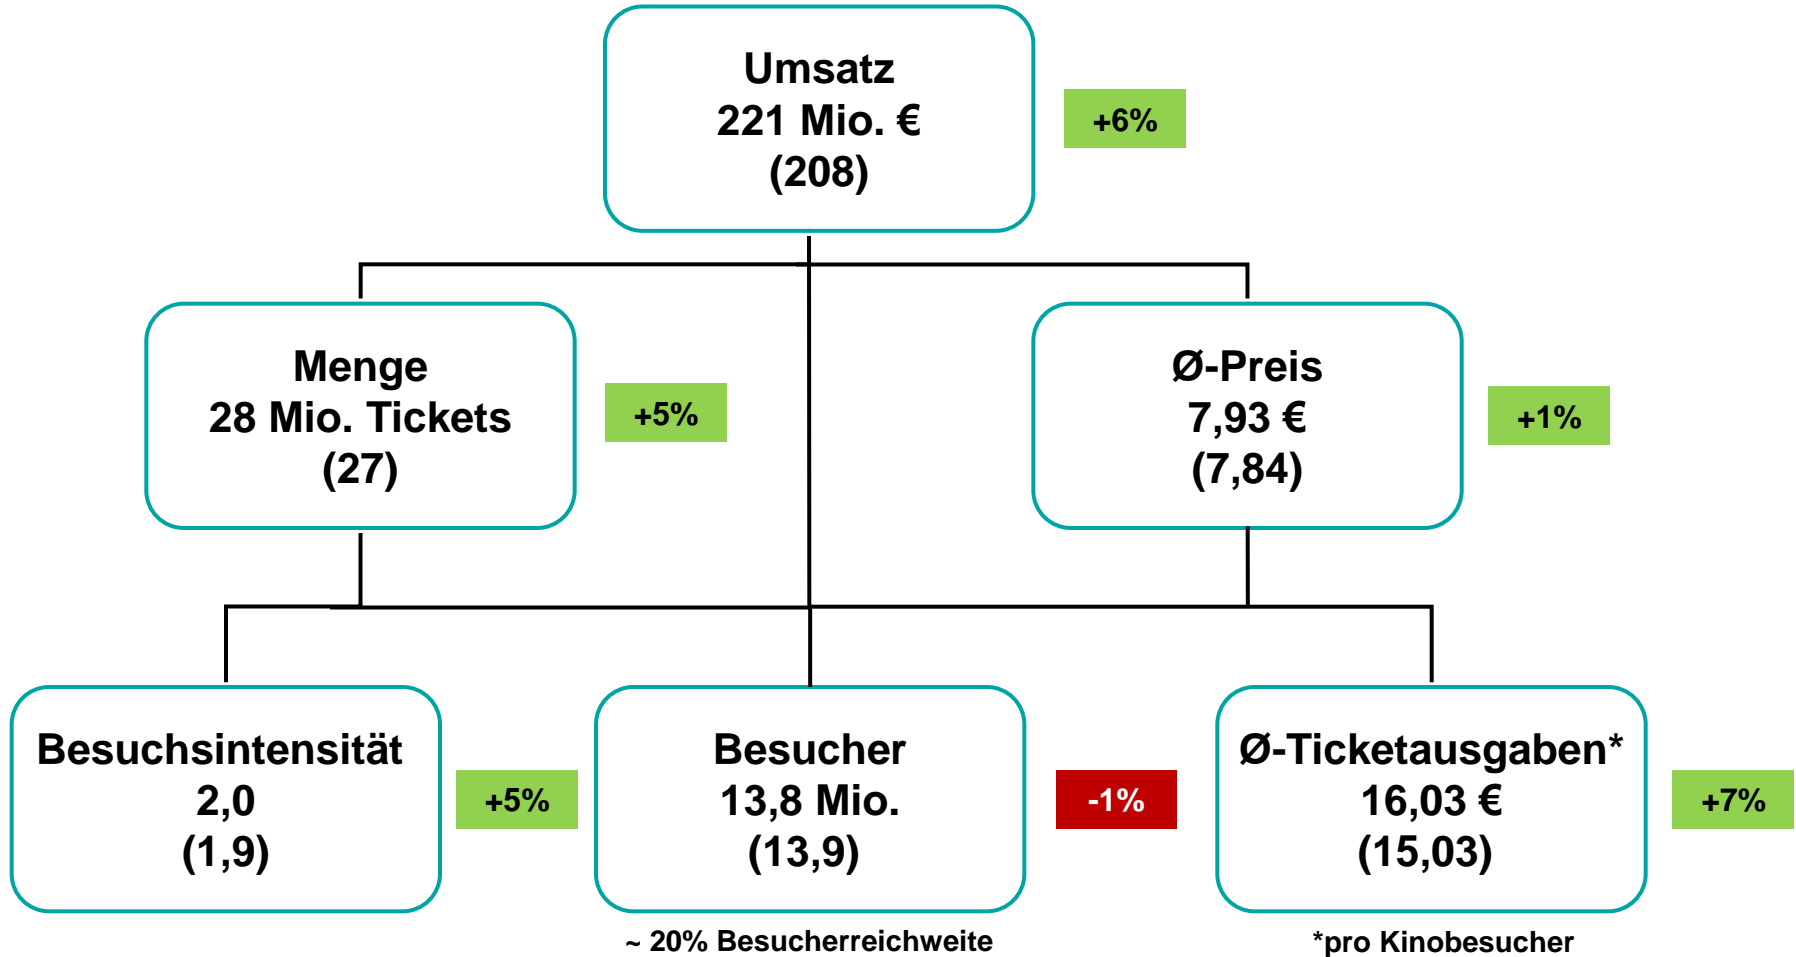 Umsatz
221 Mio. €
(208)
+6%
Menge
28 Mio. Tickets
(27)
+5%
Ø-Preis
7,93 €
(7,84)
+1%
Besuchsintensität
2,0
(1,9)
+5%
Besucher
13,8 Mio.
(13,9)
-1%
Ø-Ticketausgaben*
16,03 €
(15,03)
+7%
~ 20% Besucherreichweite
*pro Kinobesucher